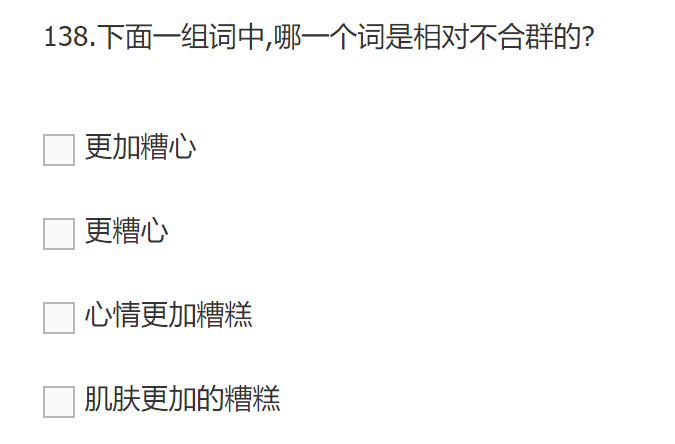 138.下面一组词中,哪一个词是相对不合群的?
更加糟心
更糟心
心情更加糟糕
肌肤更加的糟糕